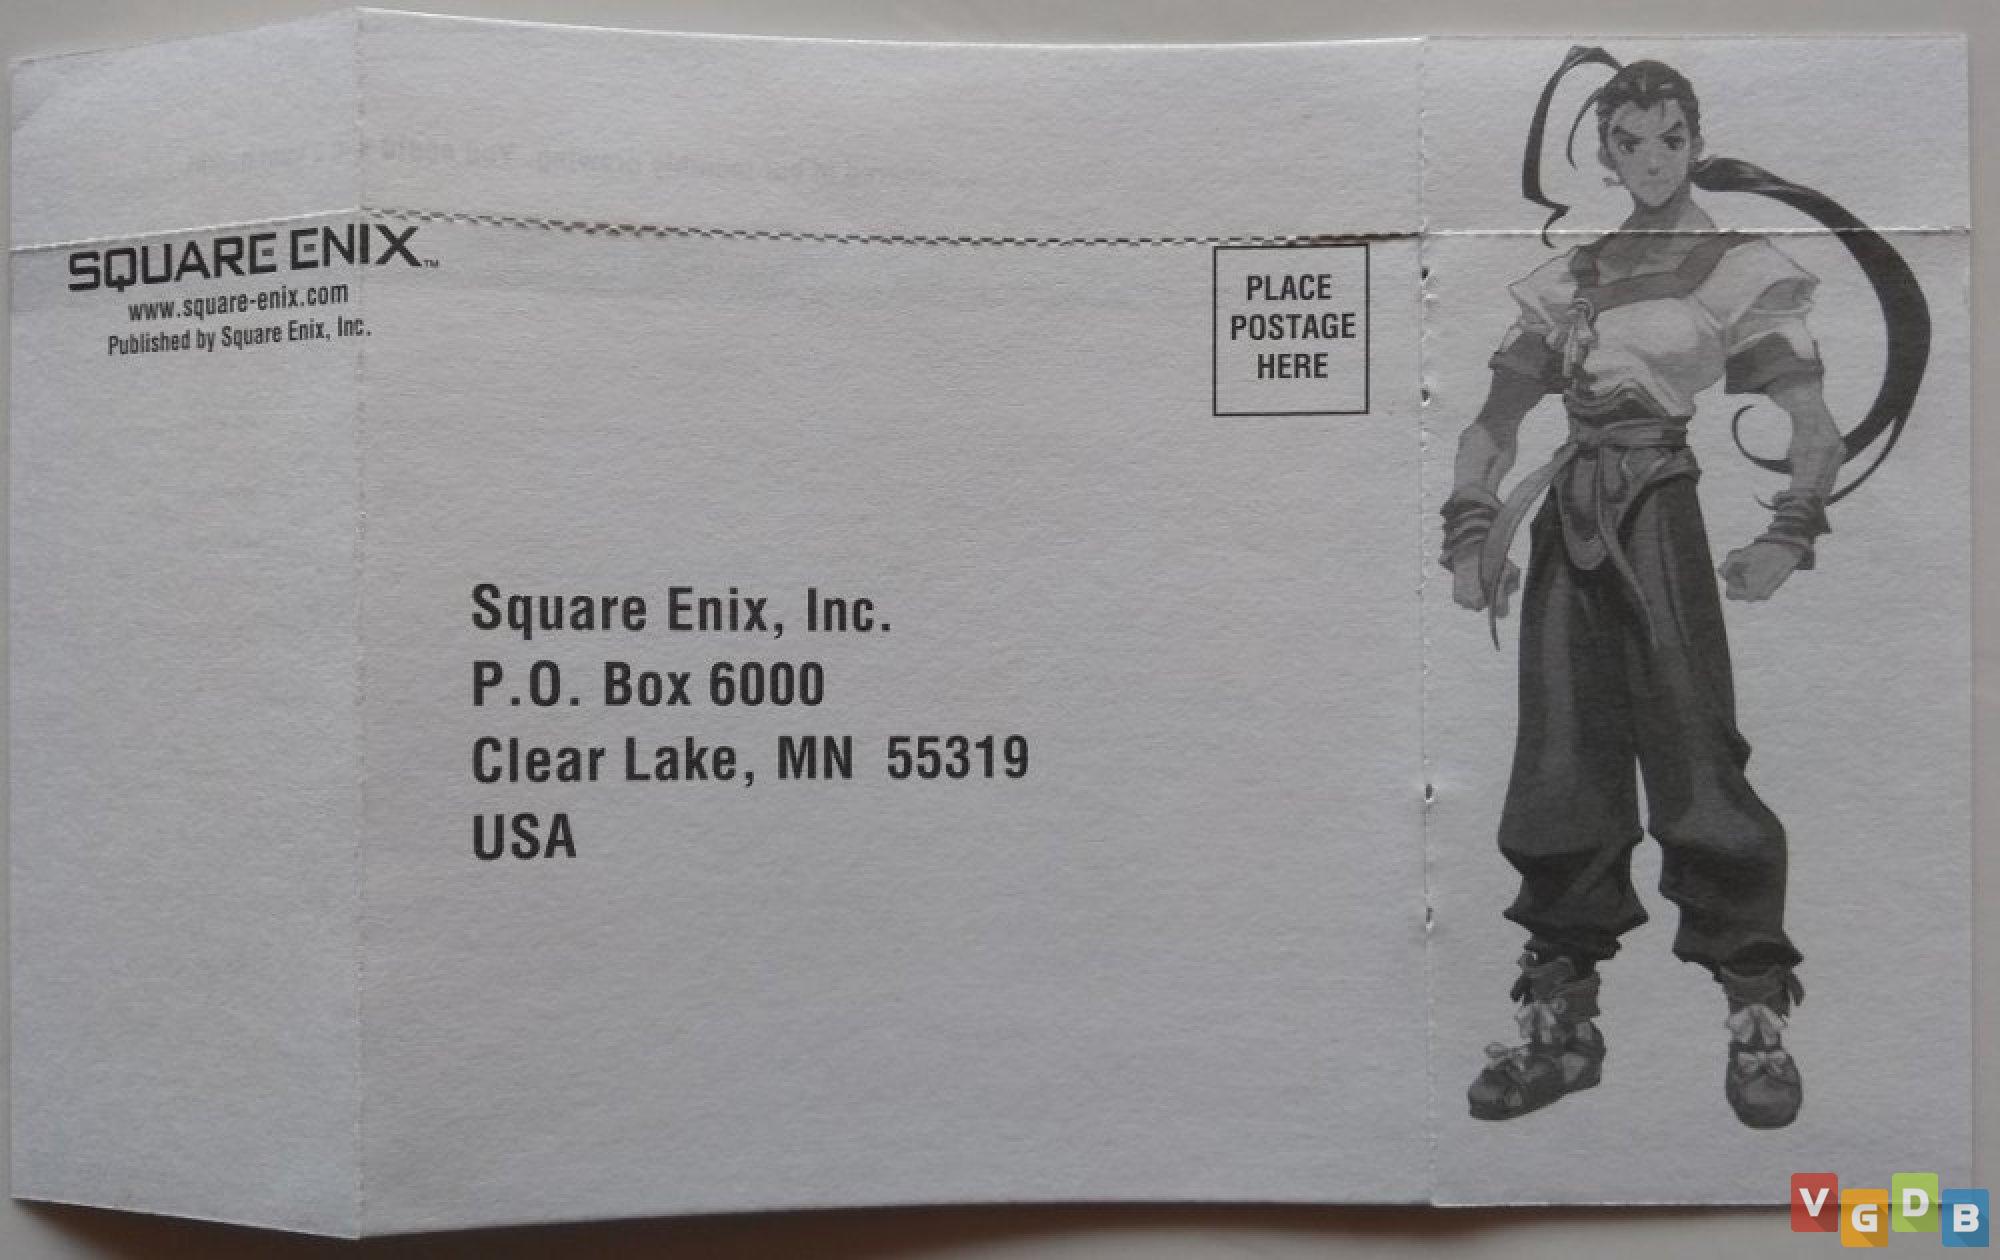 SQUARE ENIX™
www.square-enix.com
Published by Square Enix, Inc.
PLACE
POSTAGE
HERE
Square Enix, Inc.
P.O. Box 6000
Clear Lake, MN 55319
USA
VGDB